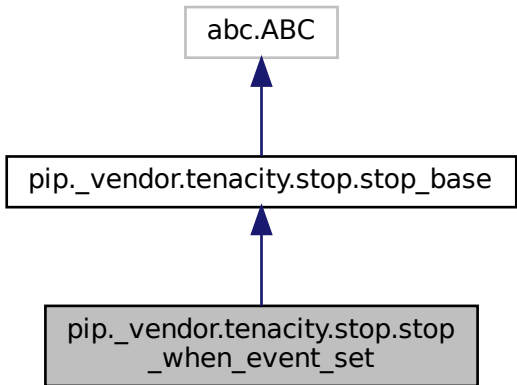 abc.ABC
pip._vendor.tenacity.stop.stop_base
pip._vendor.tenacity.stop.stop
_when_event_set